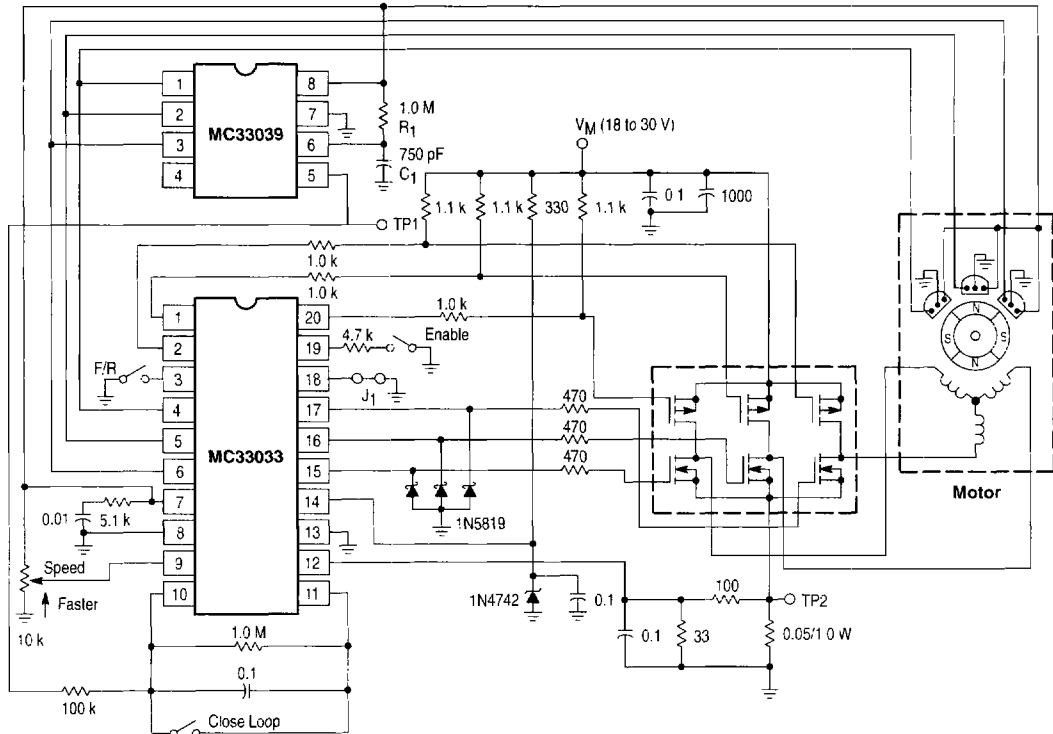 1
2
3
4
MC33039
8
7
6
5
1.0 M
R1
750 pF
C1
VM (18 to 30 V)
TP1
1.1 k
1.1 k
330
1.1 k
0 1
1000
1.0 k
1.0 k
1
2
3
4
5
6
7
8
9
10
MC33033
20
19
18
17
16
15
14
13
12
11
1.0 k
4.7 k
Enable
F/R
J1
470
470
470
1N5819
0.01
5.1 k
Speed
Faster
10 k
1N4742
0.1
0.1
33
100
TP2
0.05/1 0 W
1.0 M
0.1
100 k
Close Loop
N
S
S
N
Motor